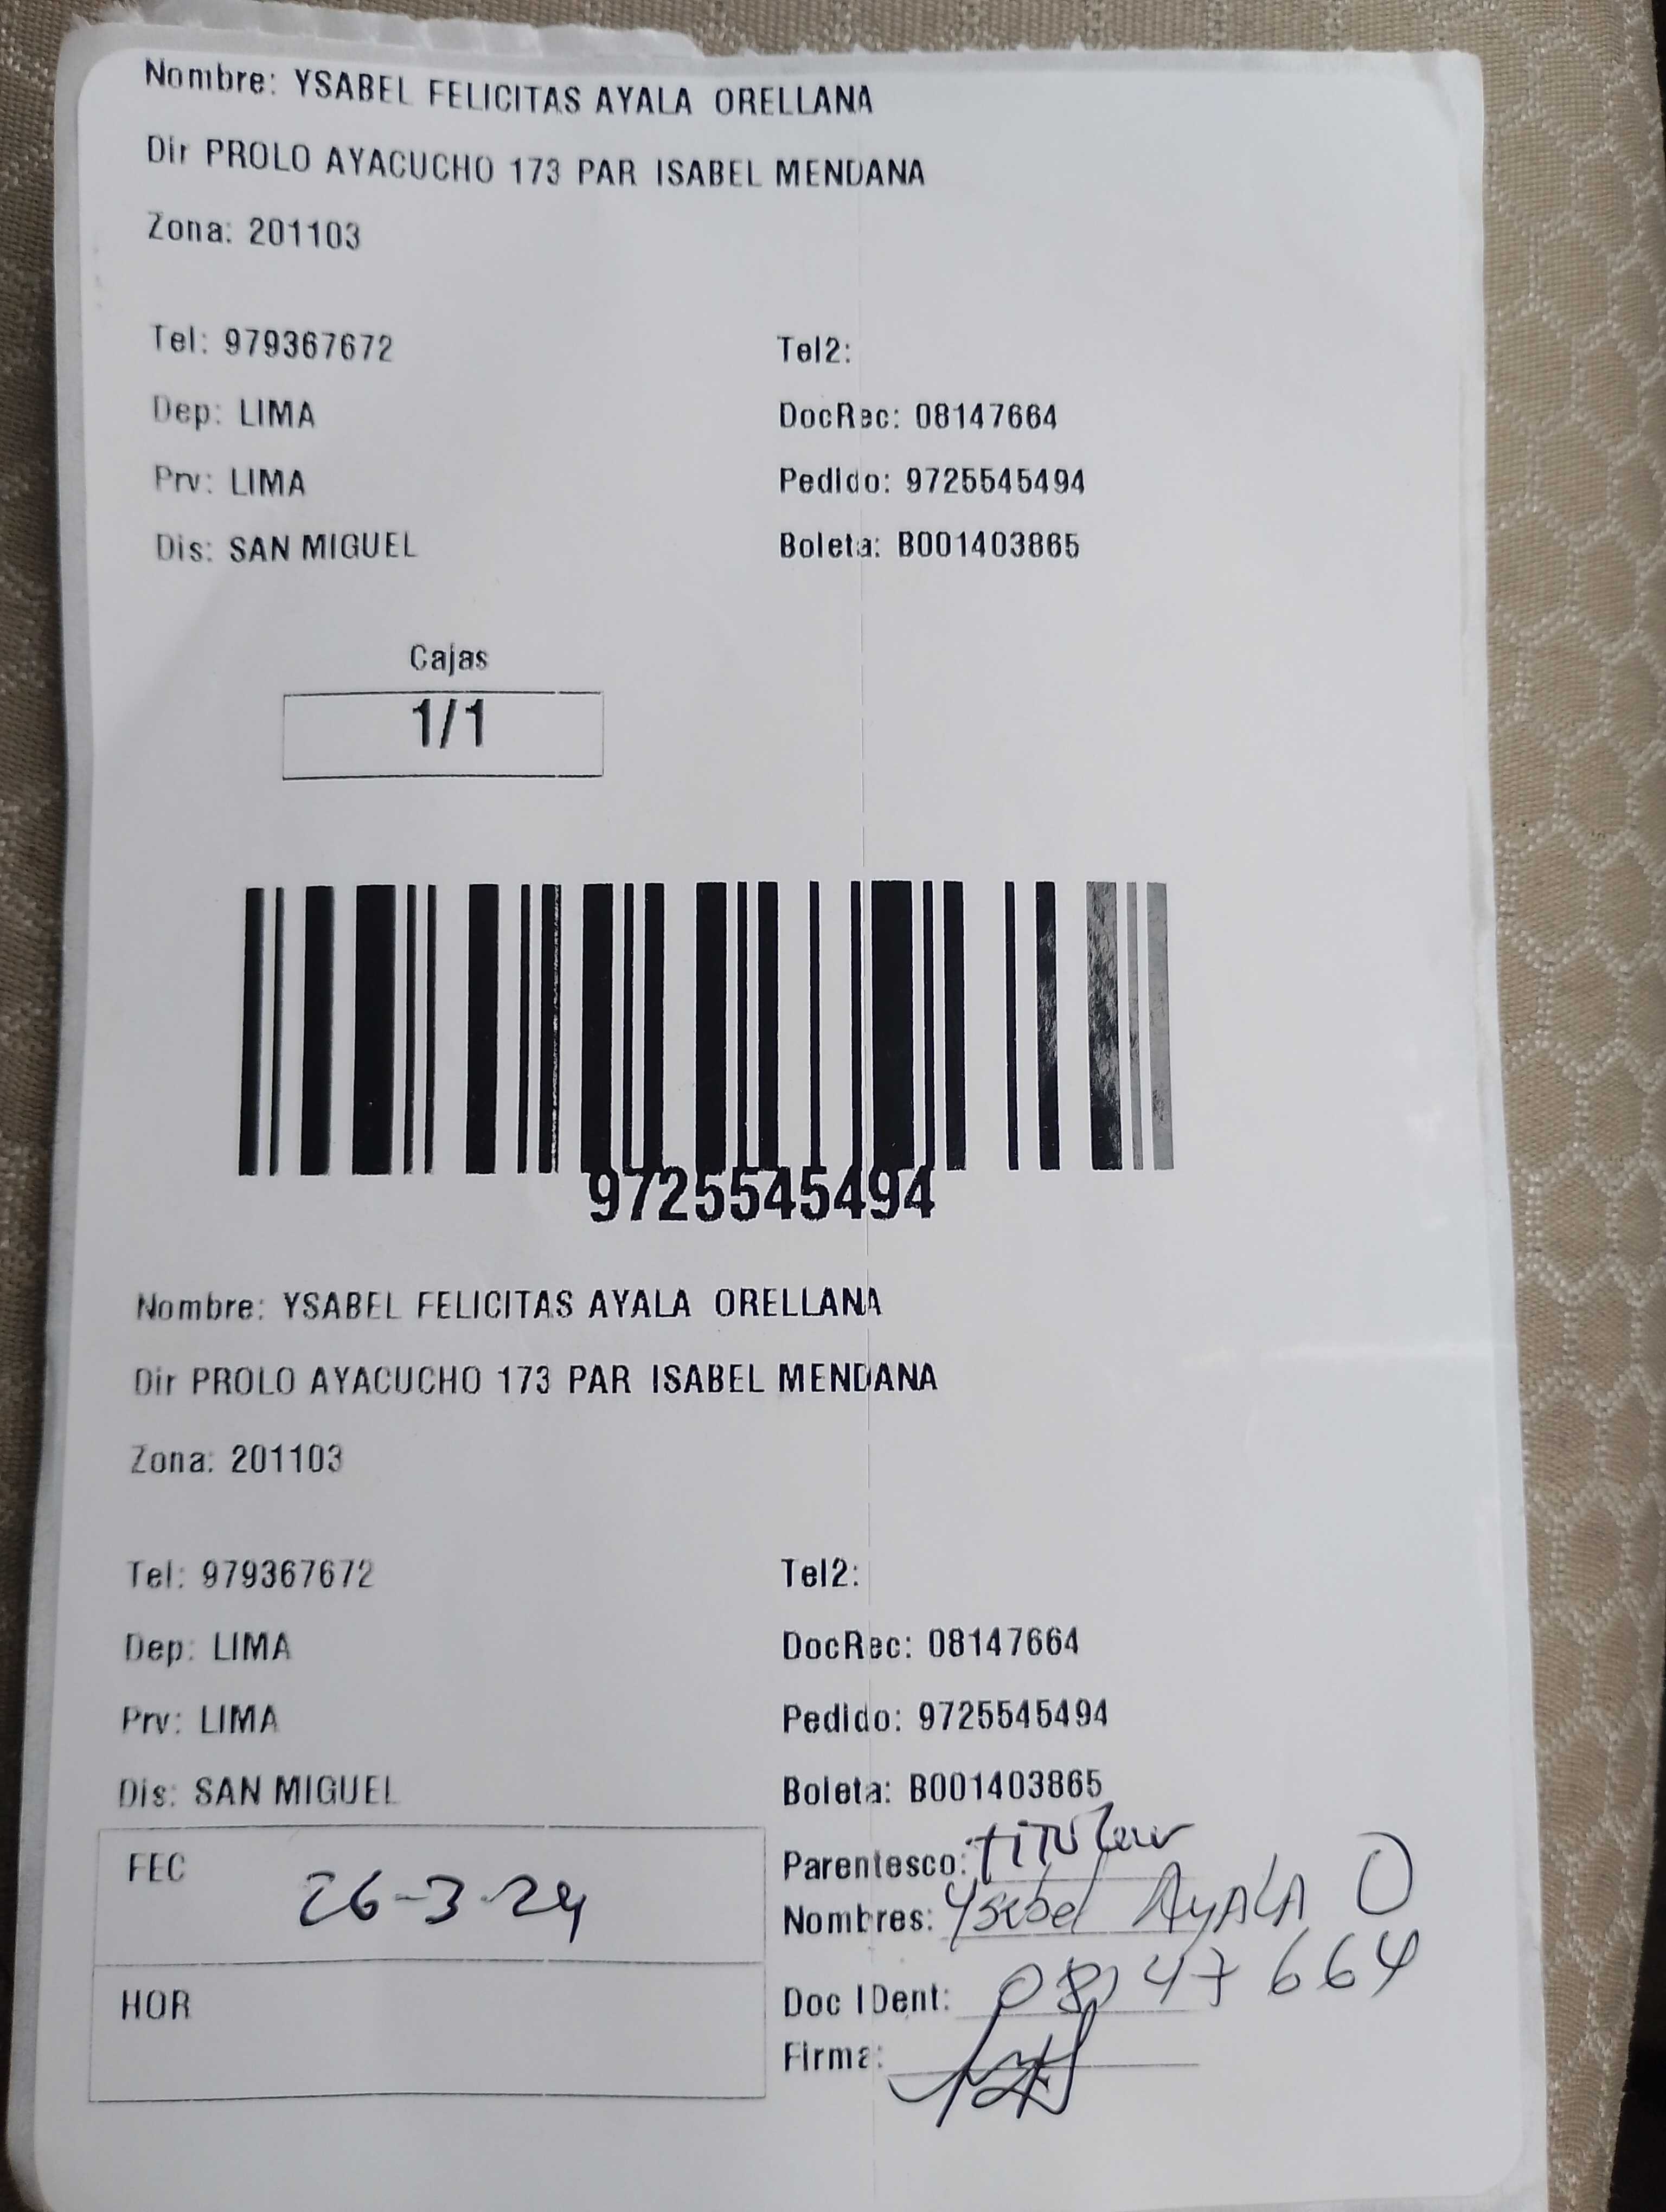 Nombre: YSABEL FELICITAS AYALA ORELLANA
Dir PROLO AYACUCHO 173 PAR ISABEL MENDANA
Zona: 201103
Tel: 979367672 Tel2:
Dep: LIMA DocRec: 08147664
Prv: LIMA Pedido: 9725545494
Dis: SAN MIGUEL Boleta: B001403865
Cajas
1/1
9725545494
Nombre: YSABEL FELICITAS AYALA ORELLANA
Dir PROLO AYACUCHO 173 PAR ISABEL MENDANA
Zona: 201103
Tel: 979367672 Tel2:
Dep: LIMA DocRec: 08147664
Prv: LIMA Pedido: 9725545494
Dis: SAN MIGUEL Boleta: B001403865
Parentesco: titular
FEC 26-3-24
Nombres: Ysabel AyALA O
HOR Doc IDent: 08147664
Firma: